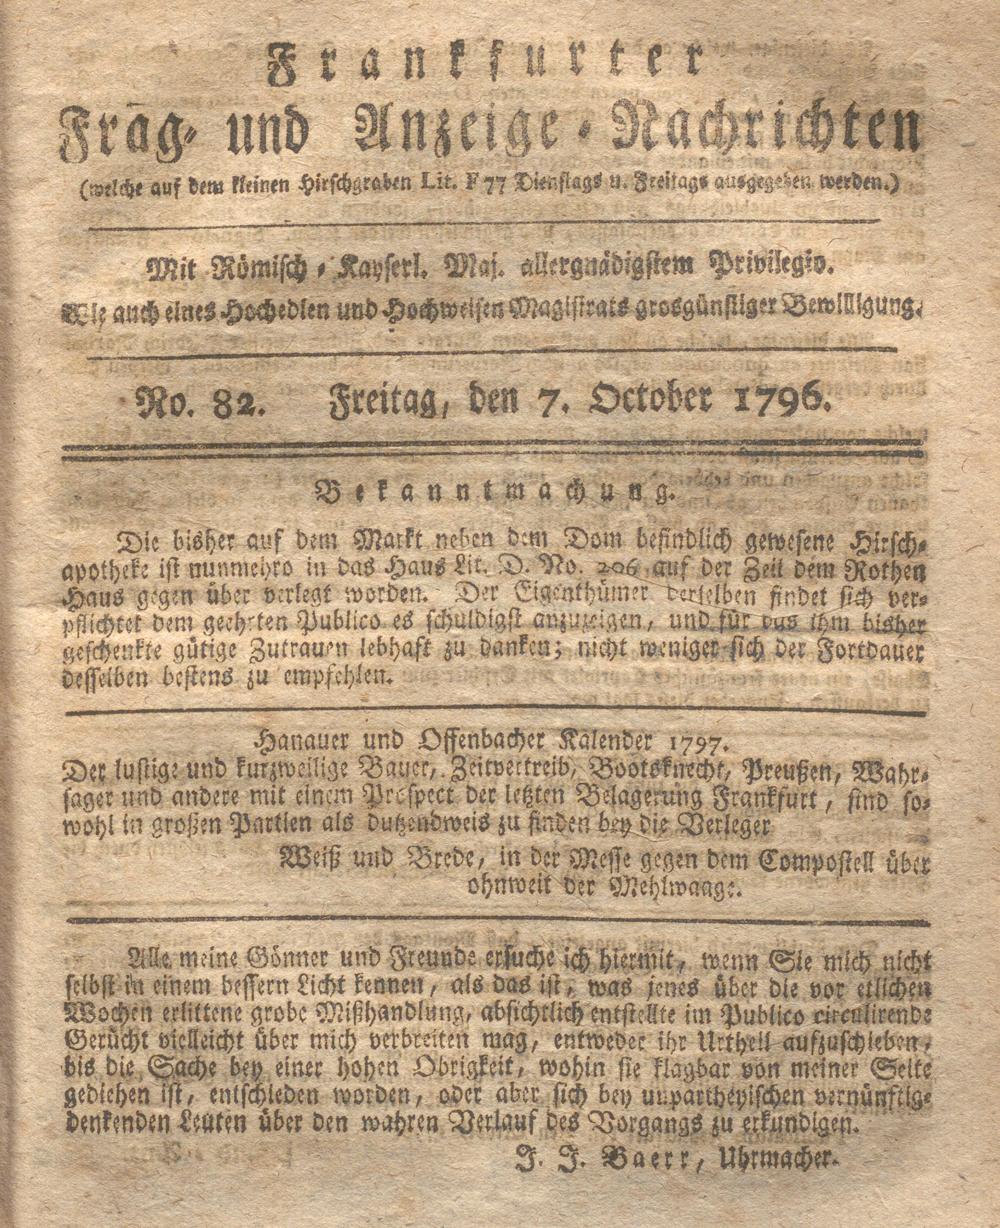 Frankfurter
Frag- und Anzeige-Nachrichten
(welche auf dem kleinen Hirschgraben Lit. F 77 Dienstags u. Freitags ausgegeben werden.)
Mit Römisch-Kayserl. Maj. allergnädigstem Privilegio.
Wie auch eines Hochedlen und Hochweisen Magistrats grosgünstiger Bewilligung.
No. 82. Freitag, den 7. October 1796.
Bekanntmachung.
Die bisher auf dem Markt neben dem Dom befindlich gewesene Hirsch-
apotheke ist nunmehro in das Haus Lit. D. No. 206 auf der Zeil dem Rothen
Haus gegen über verlegt worden. Der Eigenthümer derselben findet sich ver-
pflichtet dem geehrten Publico es schuldigst anzuzeigen, und für das ihm bisher
geschenkte gütige Zutrauen lebhaft zu danken; nicht weniger sich der Fortdauer
desselben bestens zu empfehlen.
Hanauer und Offenbacher Kalender 1797.
Der lustige und kurzweilige Bauer, Zeitvertreib, Bootsknecht, Preußen, Wahr-
sager und andere mit einem Prospect der letzten Belagerung Frankfurt, sind so-
wohl in großen Partien als dutzendweis zu finden bey die Verleger
Weiß und Brede, in der Messe gegen dem Compostell über
ohnweit der Mehlwaage.
Alle meine Gönner und Freunde ersuche ich hiermit, wenn Sie mich nicht
selbst in einem bessern Licht kennen, als das ist, was jenes über die vor etlichen
Wochen erlittene grobe Mißhandlung, absichtlich entstellte im Publico circulirende
Gerücht vielleicht über mich verbreiten mag, entweder ihr Urtheil aufzuschieben,
bis die Sache bey einer hohen Obrigkeit, wohin sie klagbar von meiner Seite
gediehen ist, entschieden worden, oder aber sich bey unpartheyischen vernünftig-
denkenden Leuten über den wahren Verlauf des Vorgangs zu erkundigen.
J. J. Baerr, Uhrmacher.